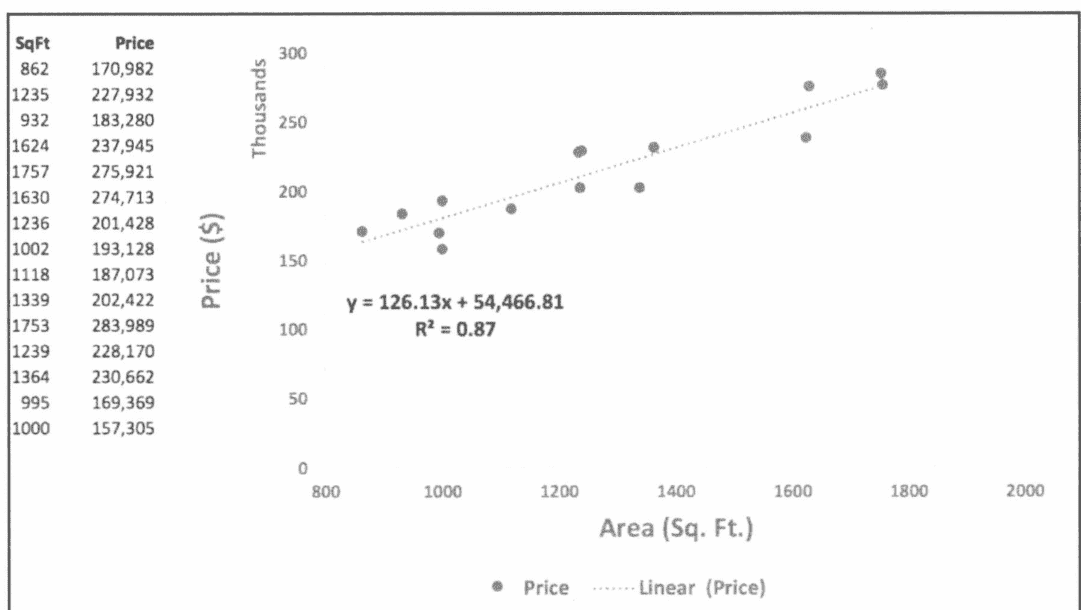 SqFt Price
862 170,982
1235 227,932
932 183,280
1624 237,945
1757 275,921
1630 274,713
1236 201,428
1002 193,128
1118 187,073
1339 202,422
1753 283,989
1239 228,170
1364 230,662
995 169,369
1000 157,305
Thousands
Price ($)
300
250
200
150
100
50
0
y = 126.13x + 54,466.81
R² = 0.87
800 1000 1200 1400 1600 1800 2000
Area (Sq. Ft.)
Price Linear (Price)